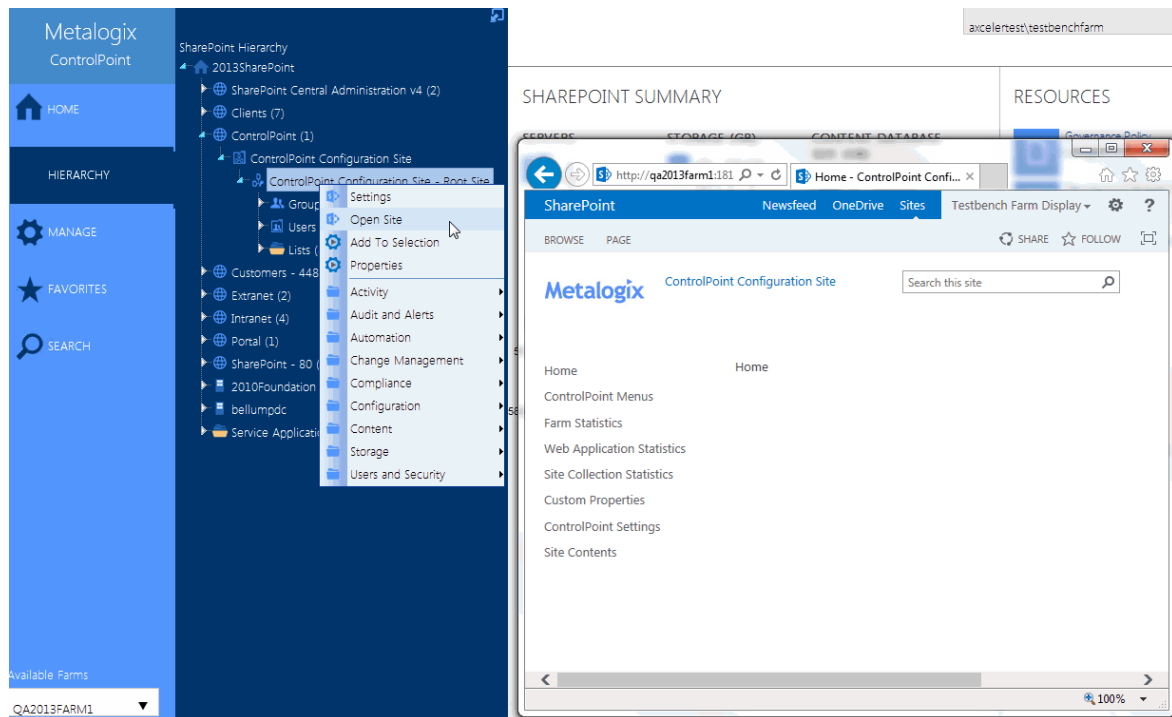 Metalogix
ControlPoint
HOME
HIERARCHY
MANAGE
FAVORITES
SEARCH
Available Farms
QA2013FARM1
SharePoint Hierarchy
2013SharePoint
SharePoint Central Administration v4 (2)
Clients (7)
ControlPoint (1)
ControlPoint Configuration Site
ControlPoint Configuration Site - Root Site
Group
Users
Lists (
Customers - 448
Extranet (2)
Intranet (4)
Portal (1)
SharePoint - 80 (
2010Foundation
bellumpdc
Service Applicati
Settings
Open Site
Add To Selection
Properties
Activity
Audit and Alerts
Automation
Change Management
Compliance
Configuration
Content
Storage
Users and Security
axcelertest\testbenchfarm
SHAREPOINT SUMMARY
RESOURCES
SERVERS STORAGE (GB) CONTENT DATABASE
Governance Policy
http://qa2013farm1:181
Home - ControlPoint Confi...
SharePoint
Newsfeed OneDrive Sites Testbench Farm Display ?
BROWSE PAGE
SHARE FOLLOW
Metalogix
ControlPoint Configuration Site
Search this site
Home
Home
ControlPoint Menus
Farm Statistics
Web Application Statistics
Site Collection Statistics
Custom Properties
ControlPoint Settings
Site Contents
100%